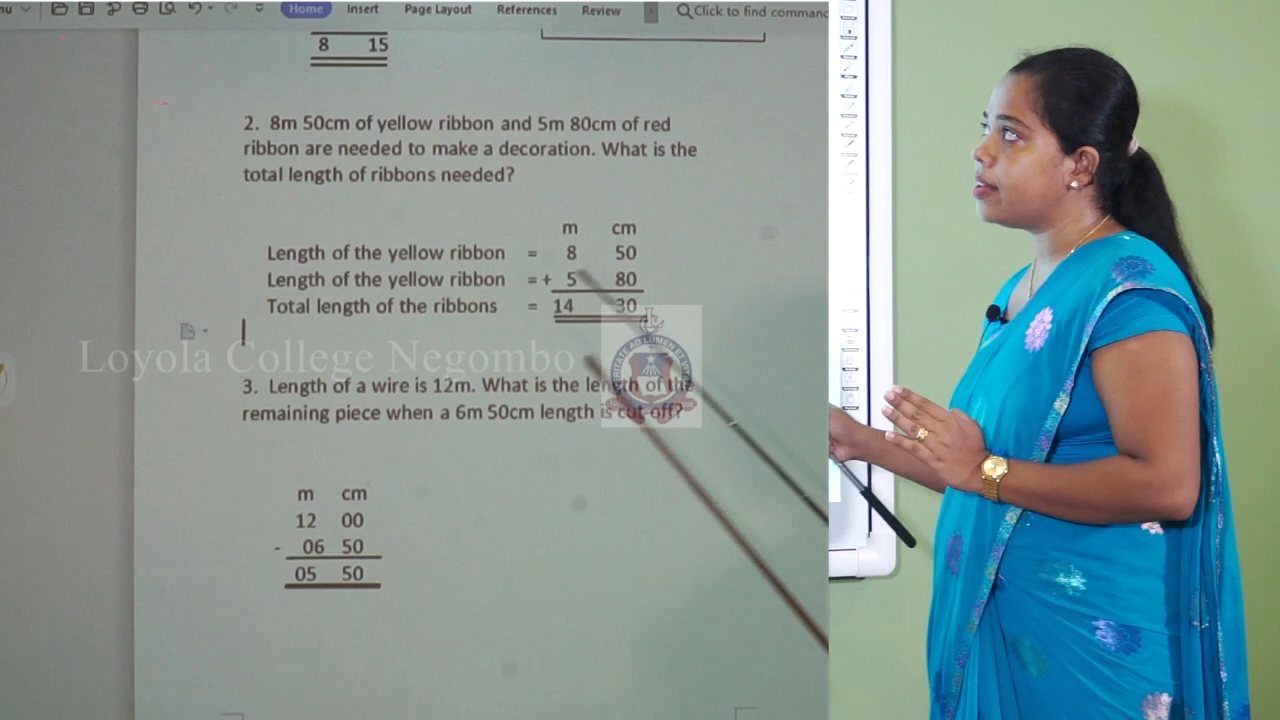 Home Insert Page Layout References Review Click to find command
8 15
2. 8m 50cm of yellow ribbon and 5m 80cm of red
ribbon are needed to make a decoration. What is the
total length of ribbons needed?
m cm
Length of the yellow ribbon = 8 50
Length of the yellow ribbon =+ 5 80
Total length of the ribbons = 14 30
Loyola College Negombo
3. Length of a wire is 12m. What is the length of the
remaining piece when a 6m 50cm length is cut off?
m cm
12 00
- 06 50
05 50